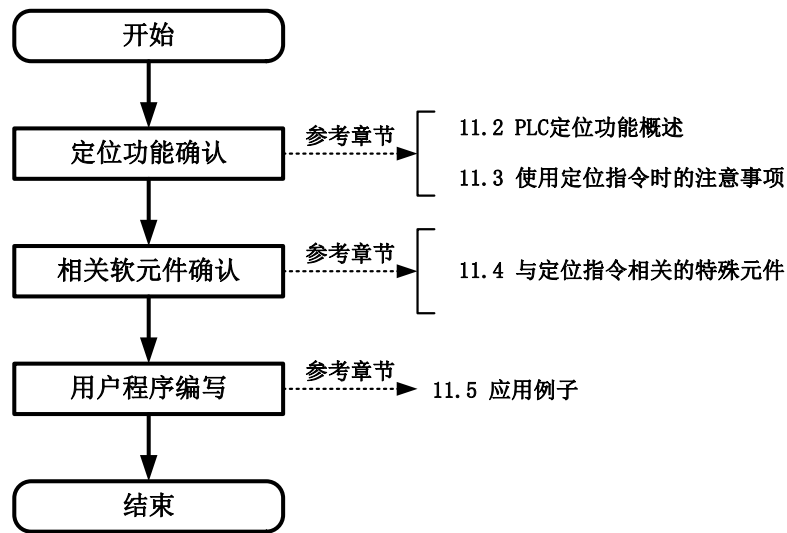 开始
参考章节
11.2 PLC定位功能概述
定位功能确认
11.3 使用定位指令时的注意事项
参考章节
相关软元件确认
11.4 与定位指令相关的特殊元件
参考章节
用户程序编写
11.5 应用例子
结束